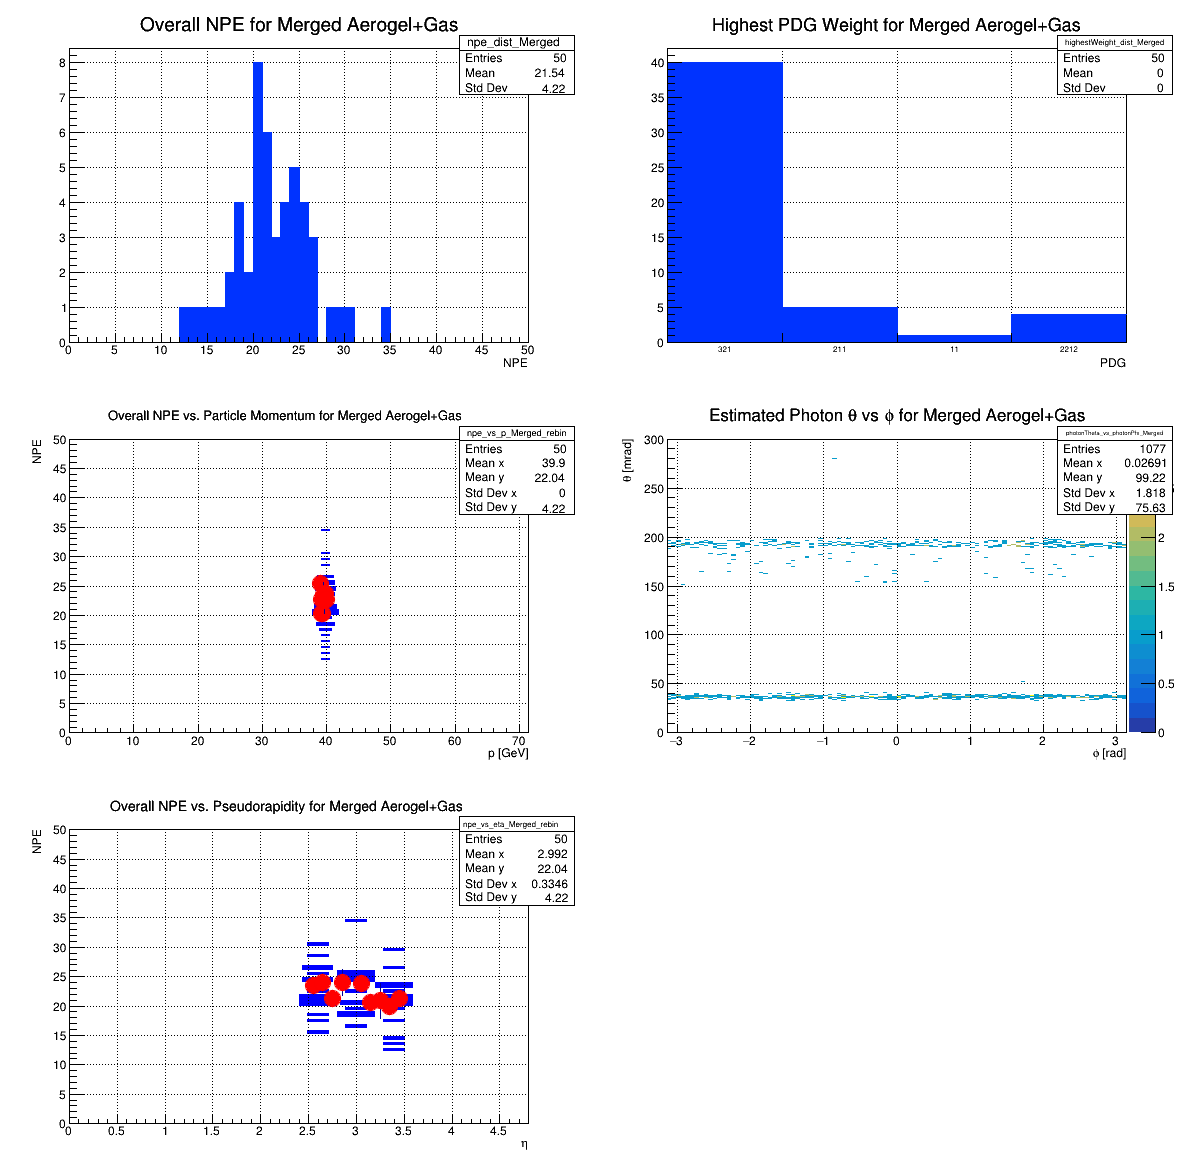 Overall NPE for Merged Aerogel+Gas
npe_dist_Merged
Entries 50
Mean 21.54
Std Dev 4.22
8
7
6
5
4
3
2
1
0
0 5 10 15 20 25 30 35 40 45 50
NPE
Highest PDG Weight for Merged Aerogel+Gas
highestWeight_dist_Merged
Entries 50
Mean 0
Std Dev 0
40
35
30
25
20
15
10
5
0
321 211 11 2212
PDG
Overall NPE vs. Particle Momentum for Merged Aerogel+Gas
npe_vs_p_Merged_rebin
Entries 50
Mean x 39.9
Mean y 22.04
Std Dev x 0
Std Dev y 4.22
NPE
50
45
40
35
30
25
20
15
10
5
0
0 10 20 30 40 50 60 70
p [GeV]
Estimated Photon θ vs ϕ for Merged Aerogel+Gas
photonTheta_vs_photonPhi_Merged
Entries 1077
Mean x 0.02691
Mean y 99.22
Std Dev x 1.818
Std Dev y 75.63
θ [mrad]
300
250
200
150
100
50
0
−3 −2 −1 0 1 2 3
ϕ [rad]
2
1.5
1
0.5
0
Overall NPE vs. Pseudorapidity for Merged Aerogel+Gas
npe_vs_eta_Merged_rebin
Entries 50
Mean x 2.992
Mean y 22.04
Std Dev x 0.3346
Std Dev y 4.22
NPE
50
45
40
35
30
25
20
15
10
5
0
0 0.5 1 1.5 2 2.5 3 3.5 4 4.5
η